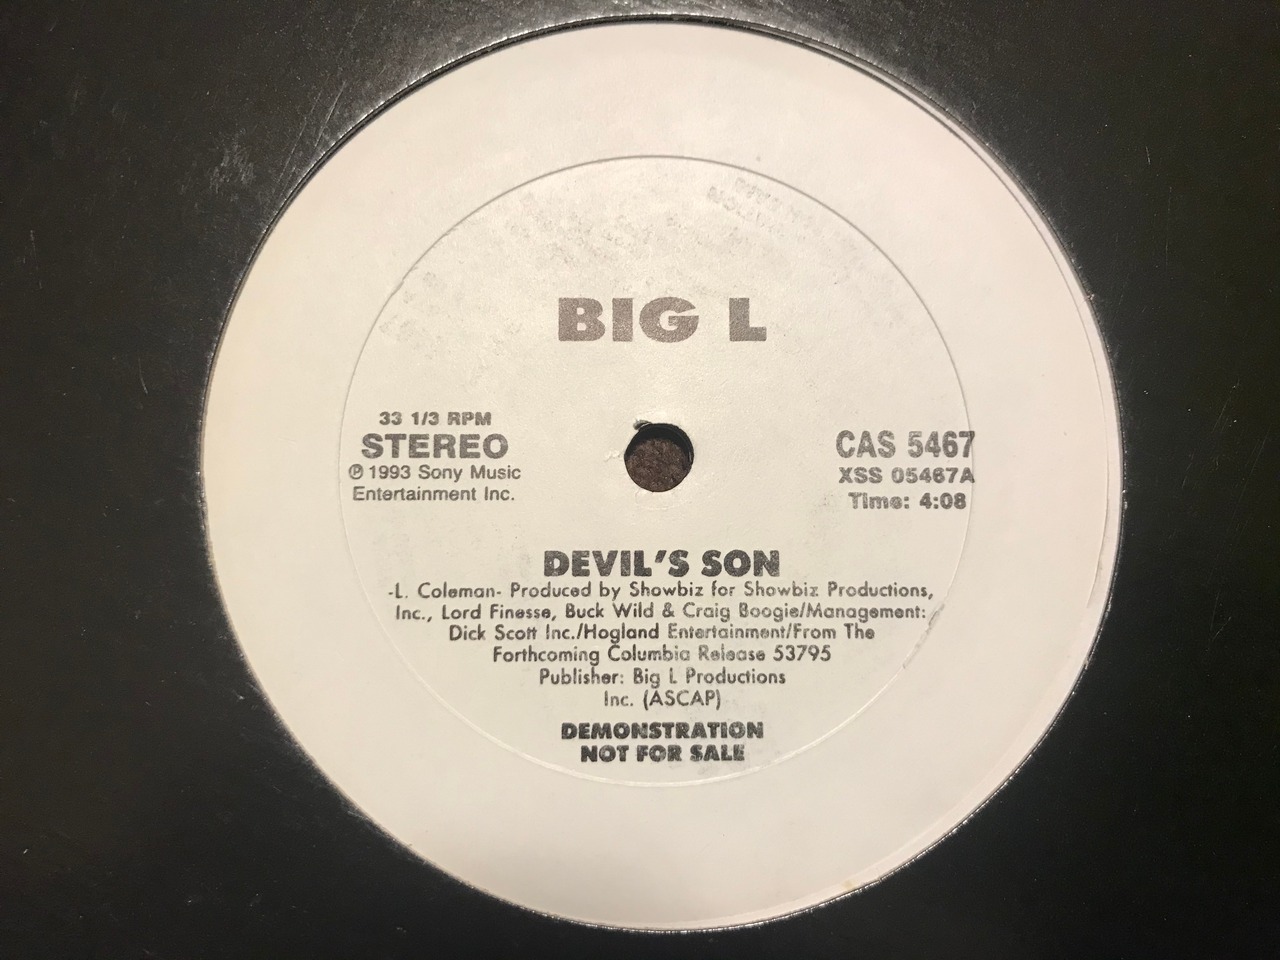 BIG L
33 1/3 RPM
STEREO
℗ 1993 Sony Music
Entertainment Inc.
CAS 5467
XSS 05467A
Time: 4:08
DEVIL'S SON
-L. Coleman- Produced by Showbiz for Showbiz Productions,
Inc., Lord Finesse, Buck Wild & Craig Boogie/Management:
Dick Scott Inc./Hogland Entertainment/From The
Forthcoming Columbia Release 53795
Publisher: Big L Productions
Inc. (ASCAP)
DEMONSTRATION
NOT FOR SALE